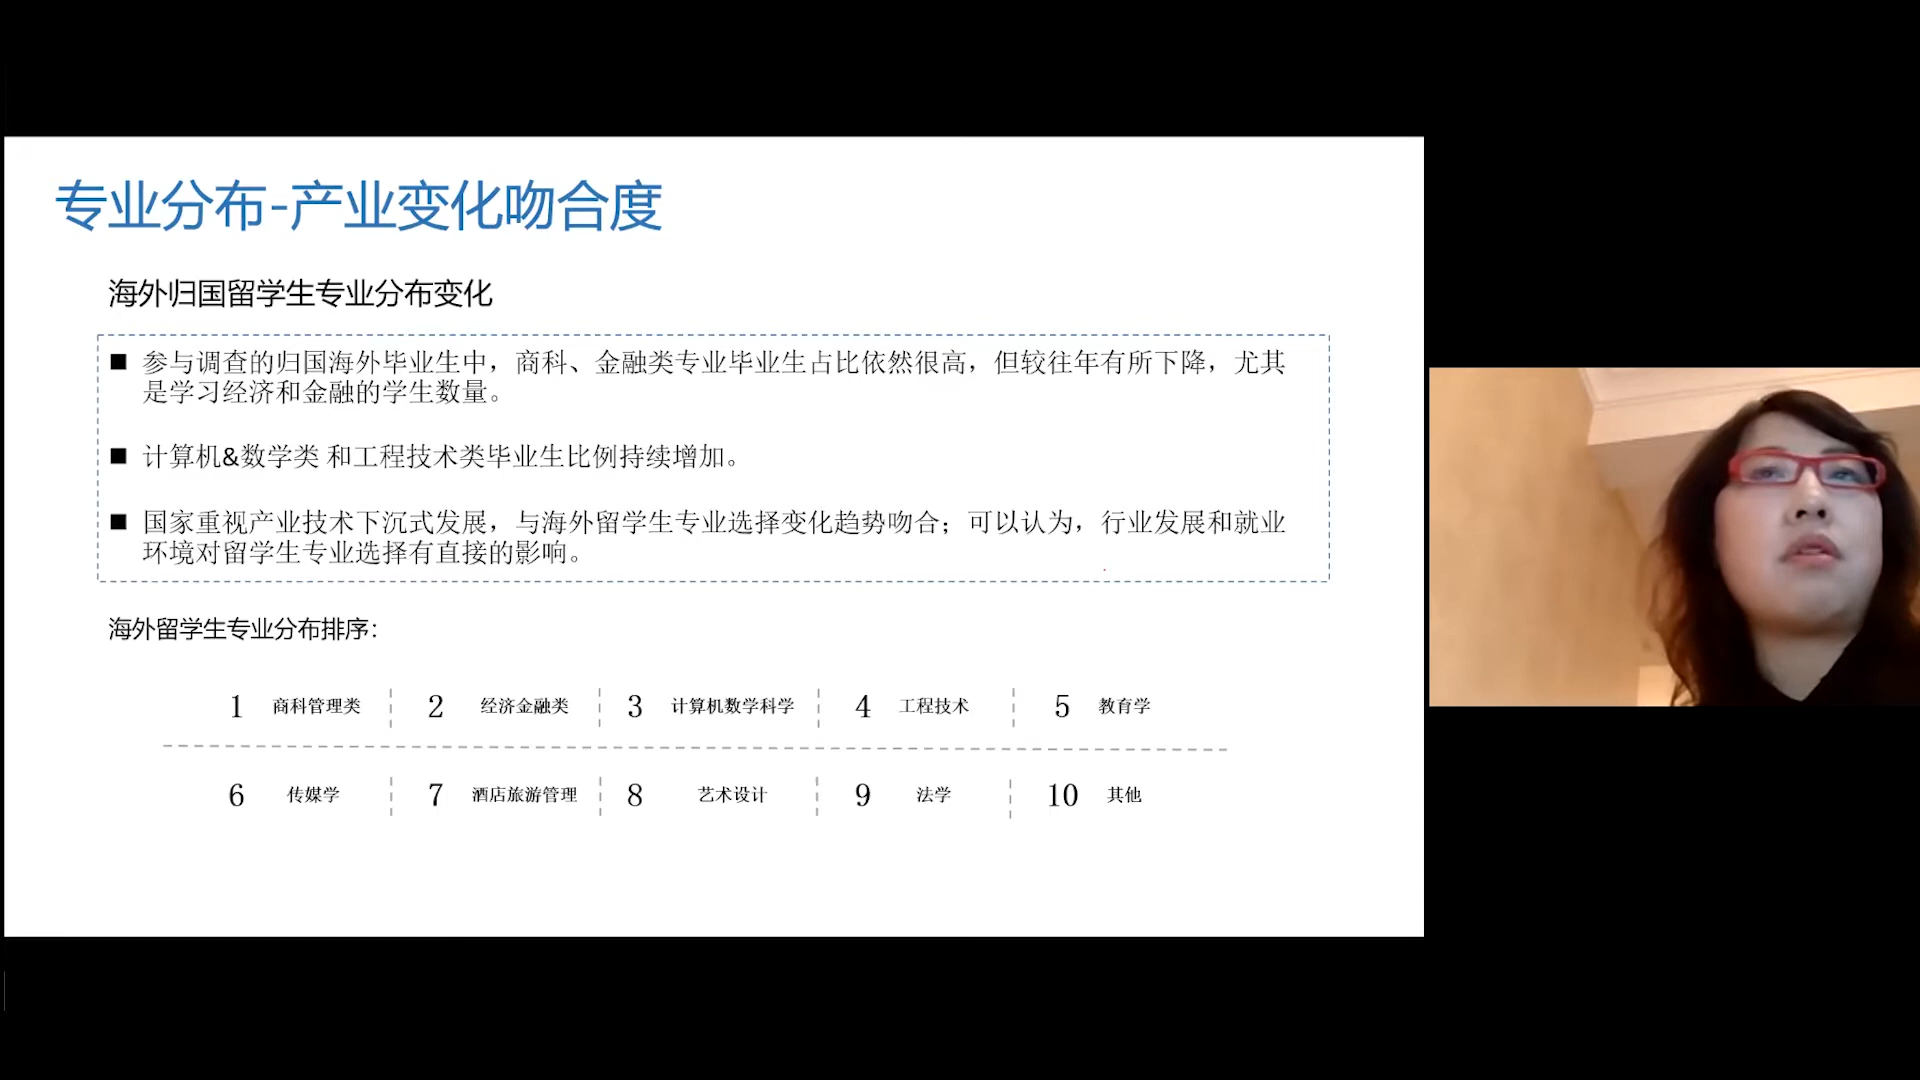 专业分布-产业变化吻合度
海外归国留学生专业分布变化
■ 参与调查的归国海外毕业生中，商科、金融类专业毕业生占比依然很高，但较往年有所下降，尤其
是学习经济和金融的学生数量。
■ 计算机&数学类 和工程技术类毕业生比例持续增加。
■ 国家重视产业技术下沉式发展，与海外留学生专业选择变化趋势吻合；可以认为，行业发展和就业
环境对留学生专业选择有直接的影响。
海外留学生专业分布排序：
1 商科管理类 2 经济金融类 3 计算机数学科学 4 工程技术 5 教育学
6 传媒学 7 酒店旅游管理 8 艺术设计 9 法学 10 其他